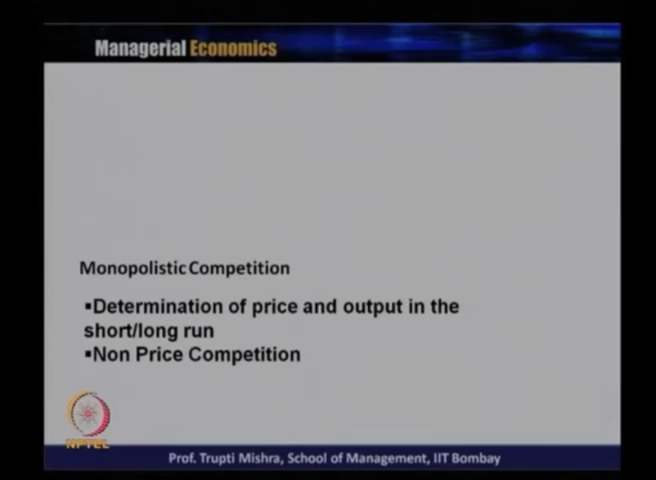 Managerial Economics
Monopolistic Competition
▪Determination of price and output in the
short/long run
▪Non Price Competition
NPTEL
Prof. Trupti Mishra, School of Management, IIT Bombay